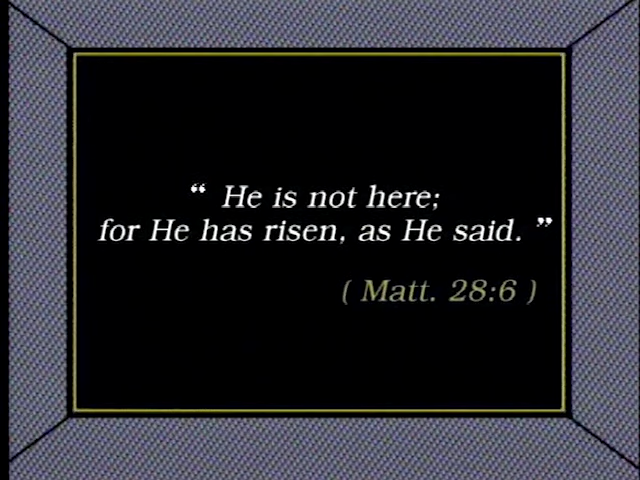 “ He is not here;
for He has risen, as He said. ”
( Matt. 28:6 )